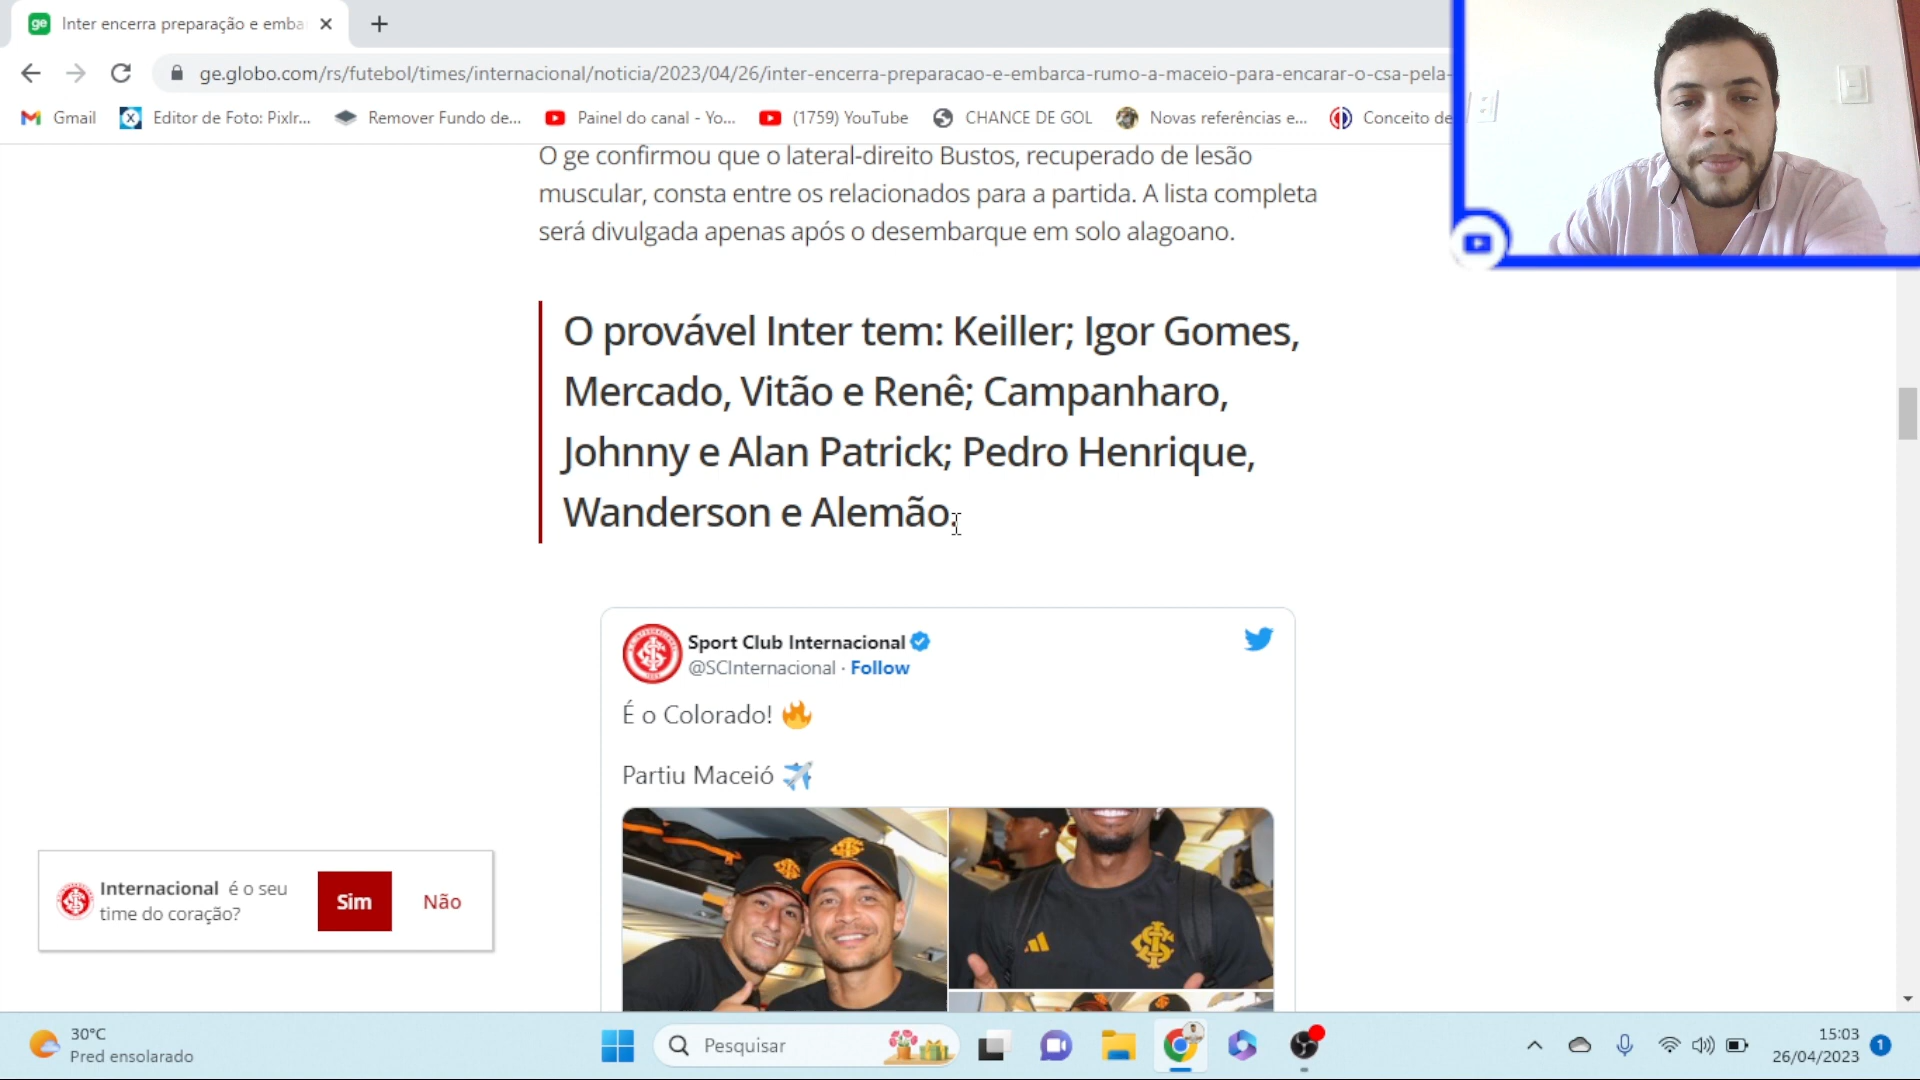 ge
Inter encerra preparação e emba
ge.globo.com/rs/futebol/times/internacional/noticia/2023/04/26/inter-encerra-preparacao-e-embarca-rumo-a-maceio-para-encarar-o-csa-pela-
Gmail
Editor de Foto: Pixlr...
Remover Fundo de...
Painel do canal - Yo...
(1759) YouTube
CHANCE DE GOL
Novas referências e...
Conceito de
O ge confirmou que o lateral-direito Bustos, recuperado de lesão
muscular, consta entre os relacionados para a partida. A lista completa
será divulgada apenas após o desembarque em solo alagoano.
O provável Inter tem: Keiller; Igor Gomes,
Mercado, Vitão e Renê; Campanharo,
Johnny e Alan Patrick; Pedro Henrique,
Wanderson e Alemão.
Sport Club Internacional
@SCInternacional · Follow
É o Colorado! 🔥
Partiu Maceió ✈️
Internacional é o seu
time do coração?
Sim
Não
30°C
Pred ensolarado
Pesquisar
15:03
26/04/2023
1